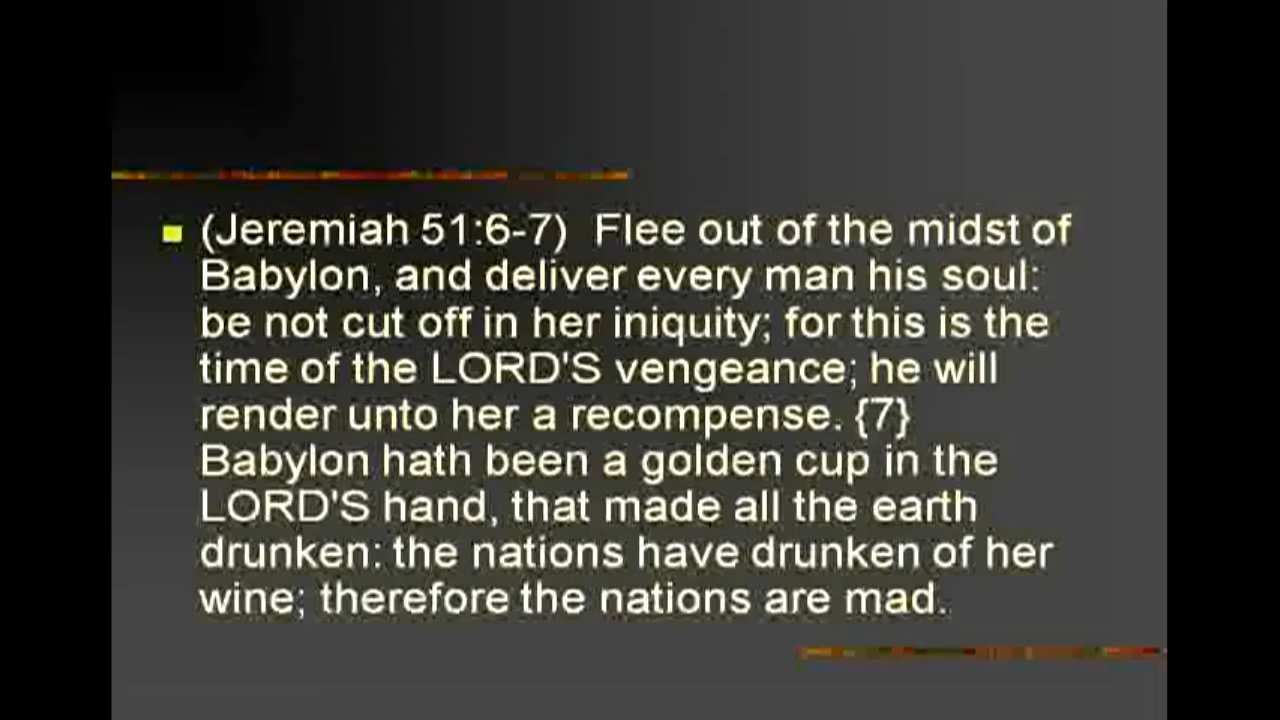 (Jeremiah 51:6-7) Flee out of the midst of
Babylon, and deliver every man his soul:
be not cut off in her iniquity; for this is the
time of the LORD'S vengeance; he will
render unto her a recompense. {7}
Babylon hath been a golden cup in the
LORD'S hand, that made all the earth
drunken: the nations have drunken of her
wine; therefore the nations are mad.